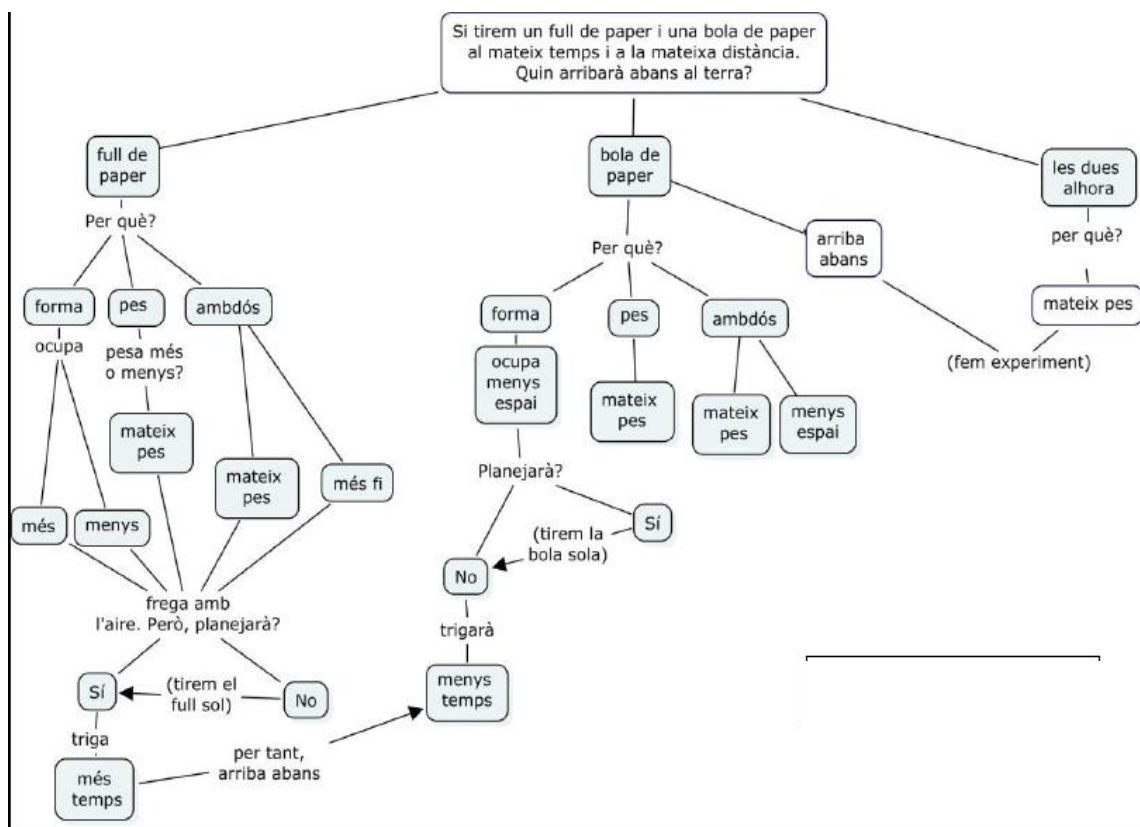 Si tirem un full de paper i una bola de paper
al mateix temps i a la mateixa distància.
Quin arribarà abans al terra?
full de
paper
Per què?
forma
pes
ambdós
ocupa
pesa més
o menys?
mateix
pes
mateix
pes
més fi
més
menys
frega amb
l'aire. Però, planejarà?
Sí
(tirem el
full sol)
No
triga
més
temps
per tant,
arriba abans
bola de
paper
Per què?
forma
pes
ambdós
ocupa
menys
espai
mateix
pes
mateix
pes
menys
espai
Planejarà?
Sí
(tirem la
bola sola)
No
trigarà
menys
temps
arriba
abans
les dues
alhora
per què?
mateix pes
(fem experiment)